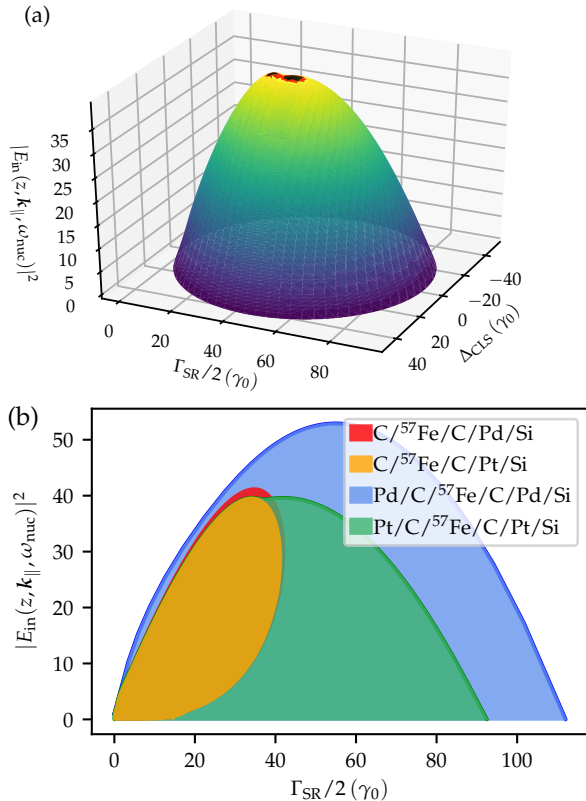 (a)
35
30
25
20
15
10
5
0
|E_in(z, k_∥, ω_nuc)|²
0
20
40
60
80
Γ_SR/2 (γ₀)
−40
−20
0
20
40
Δ_CLS (γ₀)
(b)
50
40
30
20
10
0
|E_in(z, k_∥, ω_nuc)|²
C/⁵⁷Fe/C/Pd/Si
C/⁵⁷Fe/C/Pt/Si
Pd/C/⁵⁷Fe/C/Pd/Si
Pt/C/⁵⁷Fe/C/Pt/Si
0
20
40
60
80
100
Γ_SR/2 (γ₀)